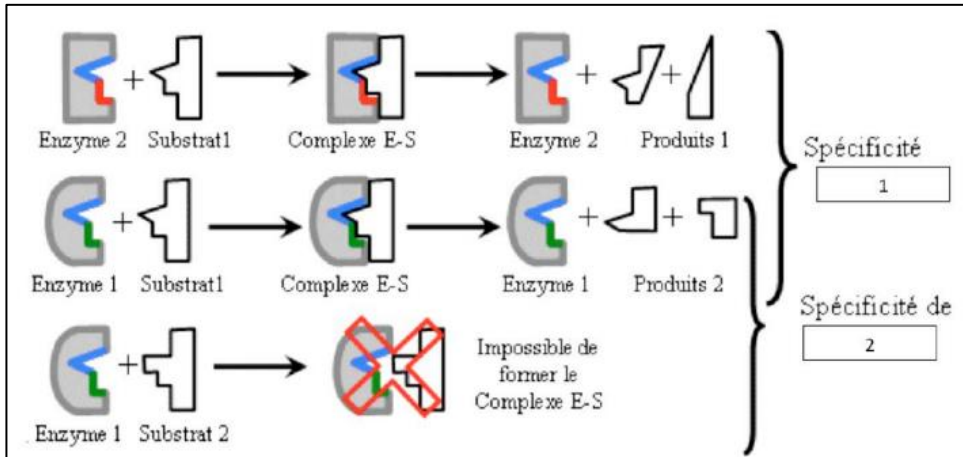 + + +
Enzyme 2 Substrat1 Complexe E-S Enzyme 2 Produits 1
Spécificité
1
+ + +
Enzyme 1 Substrat1 Complexe E-S Enzyme 1 Produits 2
Spécificité de
2
+
Impossible de
former le
Complexe E-S
Enzyme 1 Substrat 2